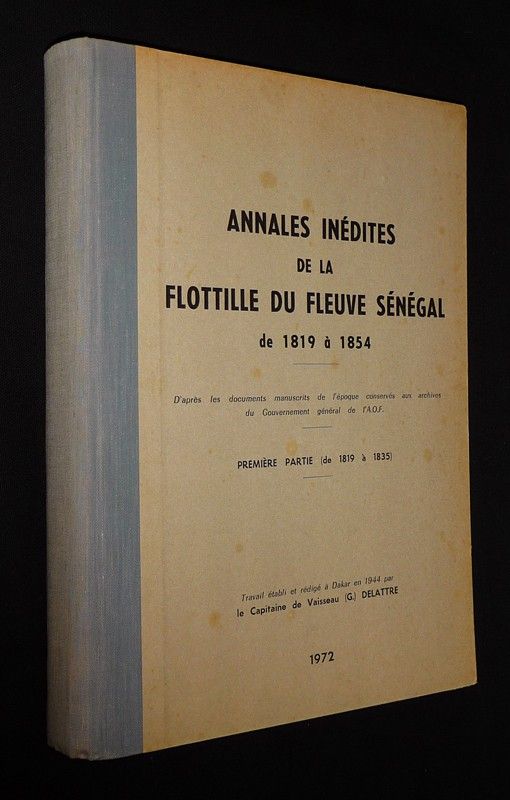 ANNALES INÉDITES
DE LA
FLOTTILLE DU FLEUVE SÉNÉGAL
de 1819 à 1854
D'après les documents manuscrits de l'époque conservés aux archives
du Gouvernement général de l'A.O.F.
PREMIÈRE PARTIE (de 1819 à 1835)
Travail établi et rédigé à Dakar en 1944 par
le Capitaine de Vaisseau (G.) DELATTRE
1972